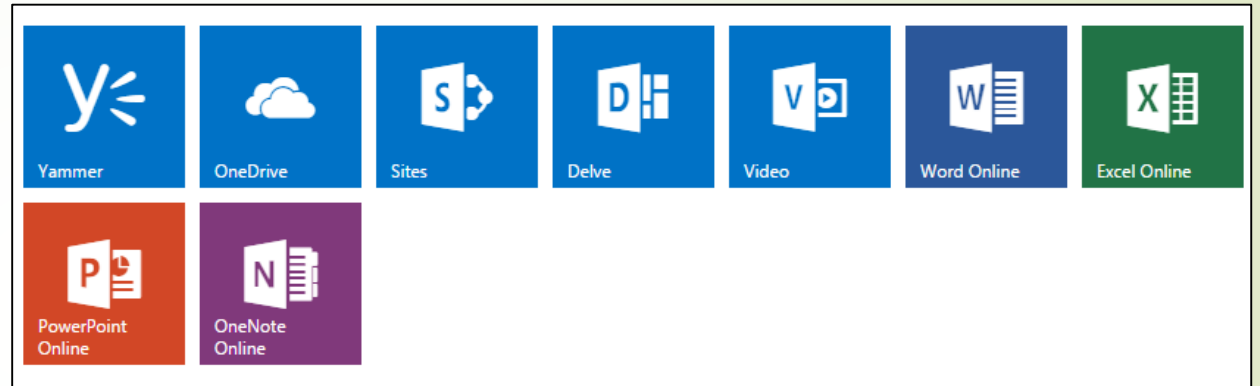 Yammer
OneDrive
S
Sites
D
Delve
V
Video
W
Word Online
X
Excel Online
P
PowerPoint
Online
N
OneNote
Online